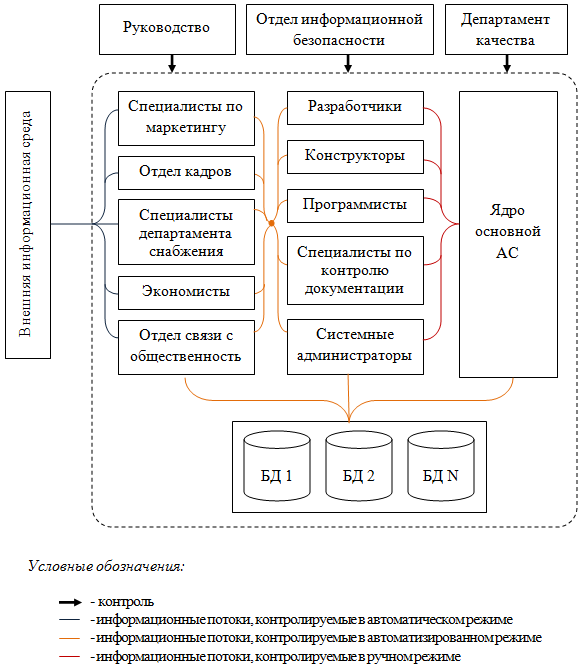 Руководство
Отдел информационной
безопасности
Департамент
качества
Внешняя информационная среда
Специалисты по
маркетингу
Отдел кадров
Специалисты
департамента
снабжения
Экономисты
Отдел связи с
общественность
Разработчики
Конструкторы
Программисты
Специалисты по
контролю
документации
Системные
администраторы
Ядро
основной
АС
БД 1
БД 2
БД N
Условные обозначения:
- контроль
- информационные потоки, контролируемые в автоматическом режиме
- информационные потоки, контролируемые в автоматизированном режиме
- информационные потоки, контролируемые в ручном режиме